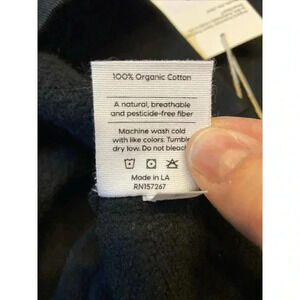 100% Organic Cotton
A natural, breathable
and pesticide-free fiber
Machine wash cold
with like colors. Tumble
dry low. Do not bleach
Made in LA
RN157267